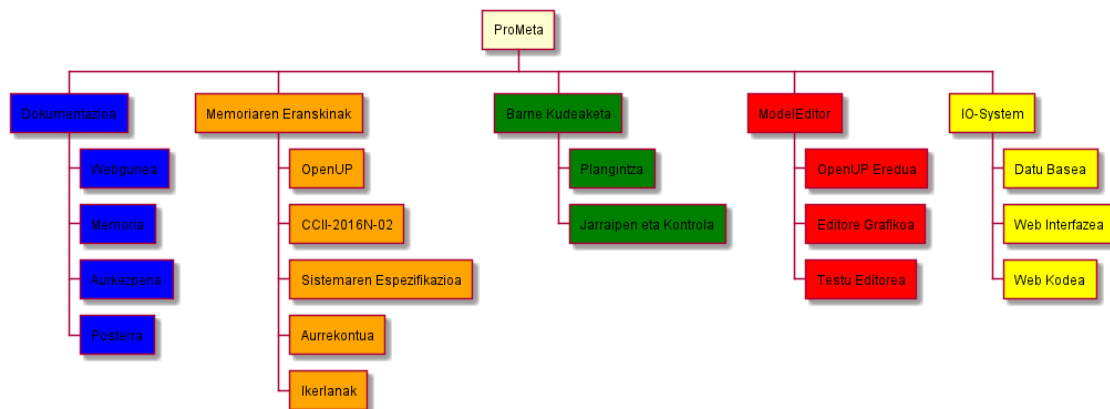 ProMeta
Dokumentazioa
Webgunea
Memoria
Aurkezpena
Posterra
Memoriaren Eranskinak
OpenUP
CCII-2016N-02
Sistemaren Espezifikazioa
Aurrekontua
Ikerlanak
Barne Kudeaketa
Plangintza
Jarraipen eta Kontrola
ModelEditor
OpenUP Eredua
Editore Grafikoa
Testu Editorea
IO-System
Datu Basea
Web Interfazea
Web Kodea